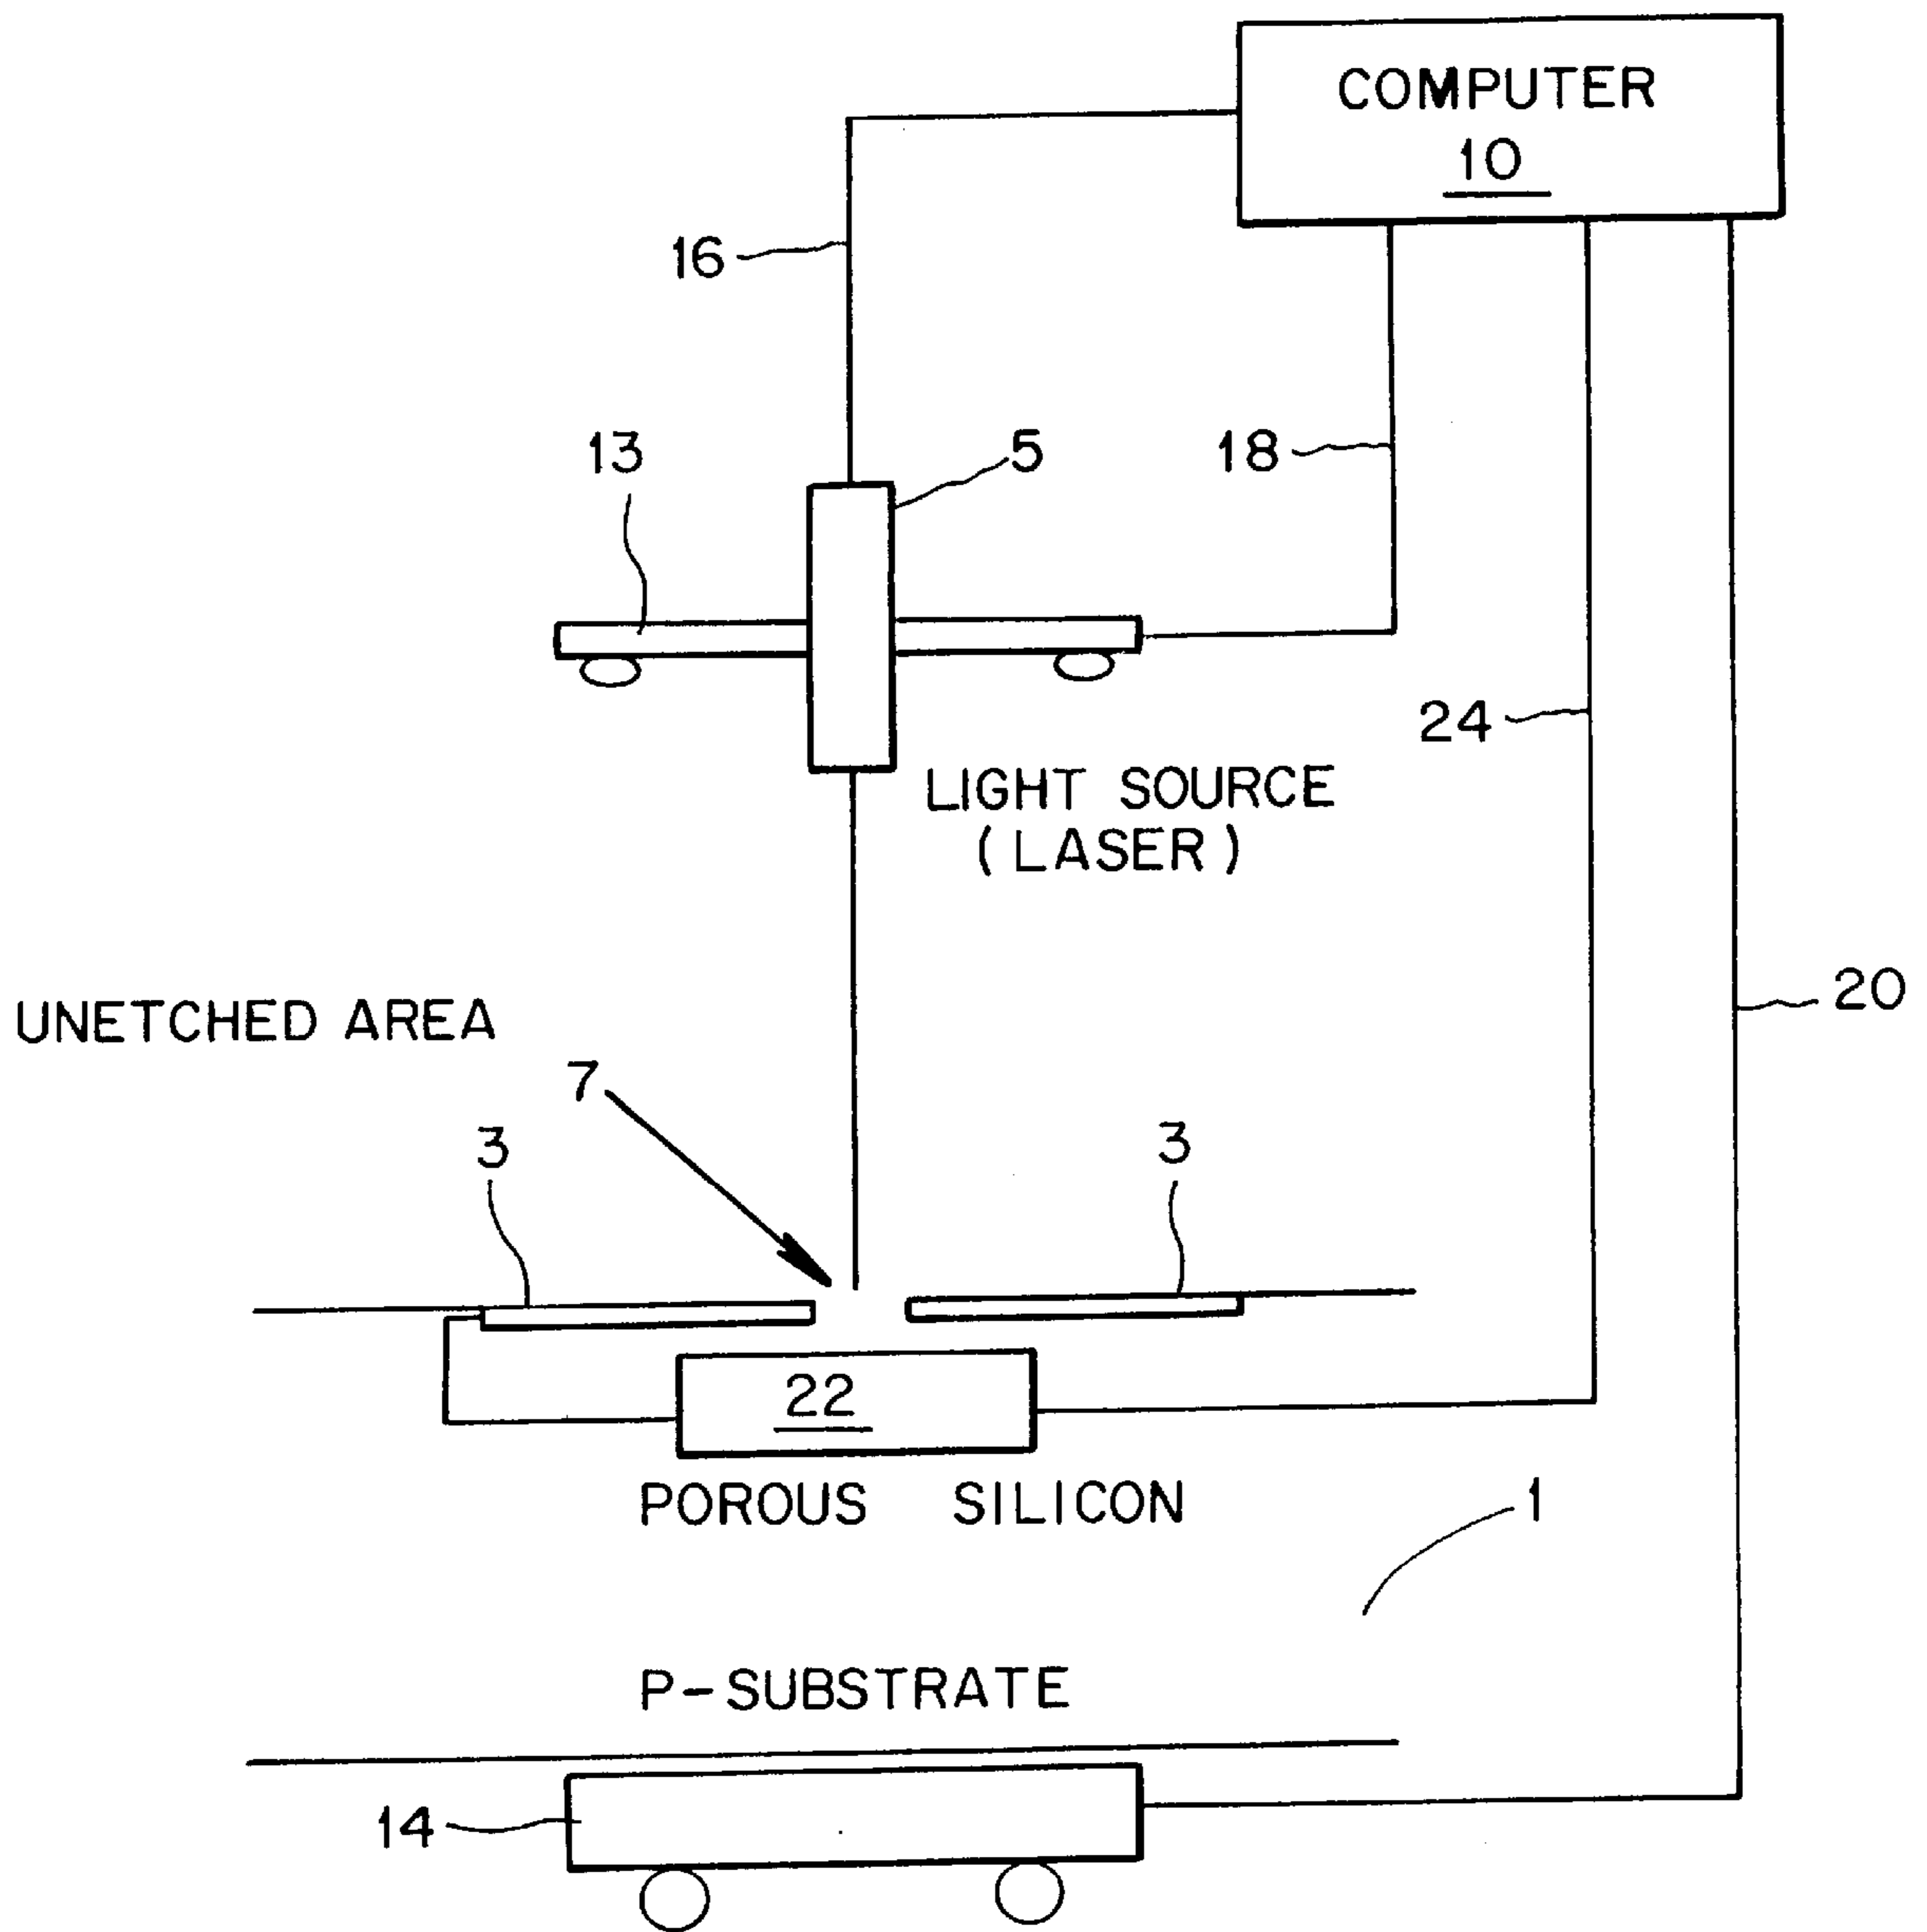 COMPUTER
10
16
13
5
18
24
LIGHT SOURCE
(LASER)
20
UNETCHED AREA
7
3
3
22
POROUS SILICON
1
P-SUBSTRATE
14